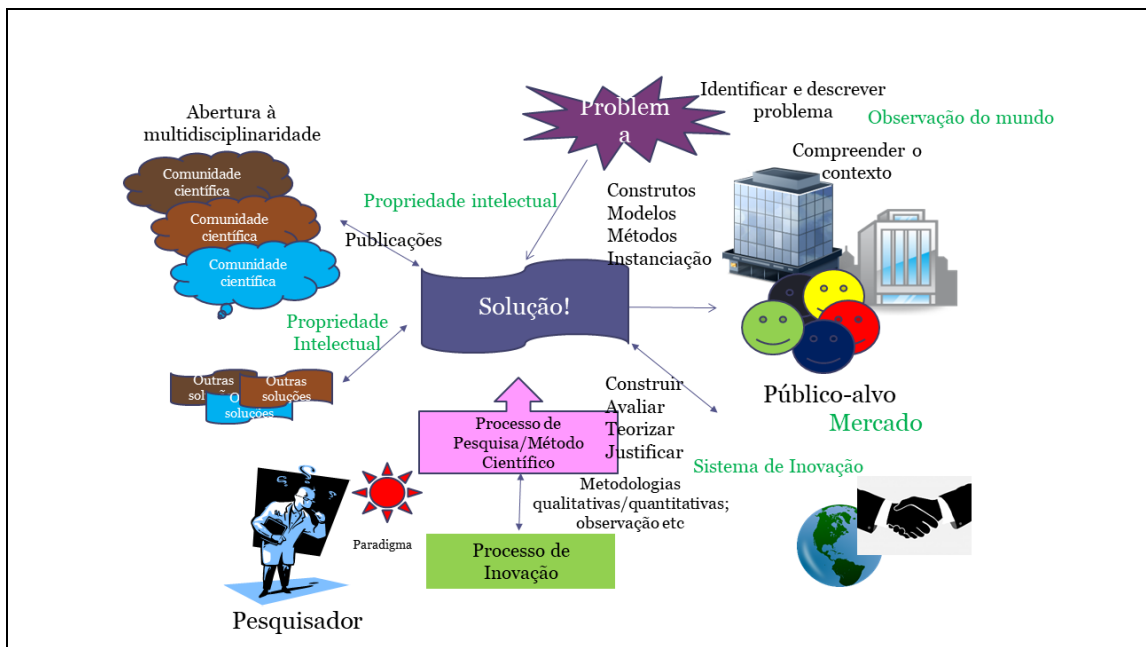 Problem
a
Identificar e descrever
problema
Observação do mundo
Abertura à
multidisciplinaridade
Comunidade
científica
Comunidade
científica
Comunidade
científica
Propriedade intelectual
Publicações
Construtos
Modelos
Métodos
Instanciação
Compreender o
contexto
Solução!
Propriedade
Intelectual
Outras
Outras
soluções
soluções
Construir
Avaliar
Teorizar
Justificar
Público-alvo
Mercado
Processo de
Pesquisa/Método
Científico
Sistema de Inovação
Metodologias
qualitativas/quantitativas;
observação etc
Paradigma
Processo de
Inovação
Pesquisador